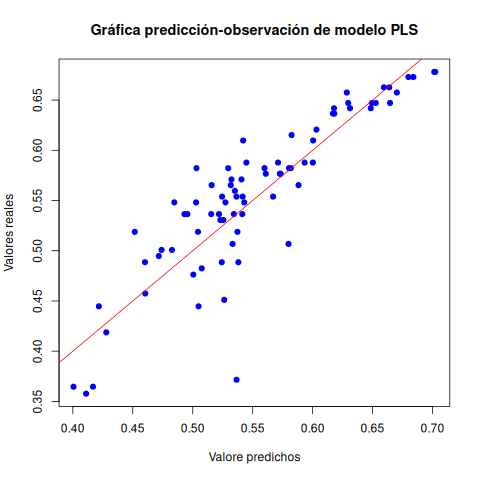 Gráfica predicción-observación de modelo PLS
Valores reales
0.65
0.60
0.55
0.50
0.45
0.40
0.35
0.40 0.45 0.50 0.55 0.60 0.65 0.70
Valore predichos